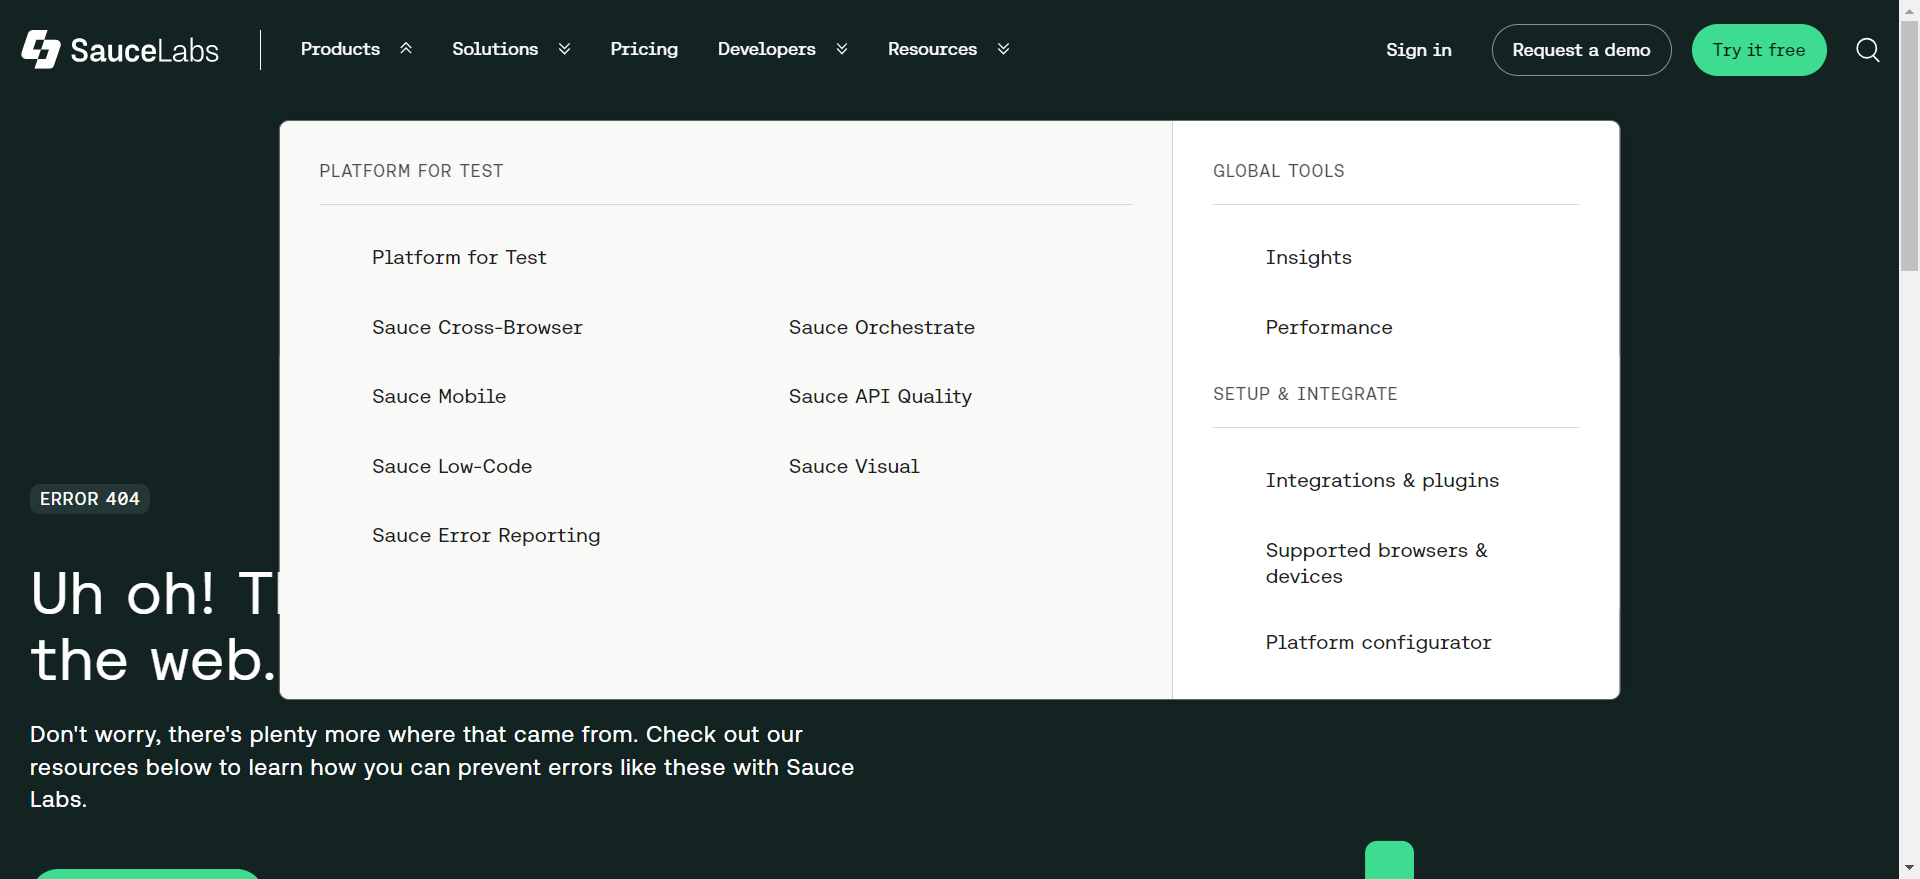 SauceLabs
Products
Solutions
Pricing
Developers
Resources
Sign in
Request a demo
Try it free
PLATFORM FOR TEST
Platform for Test
Sauce Cross-Browser
Sauce Orchestrate
Sauce Mobile
Sauce API Quality
Sauce Low-Code
Sauce Visual
Sauce Error Reporting
GLOBAL TOOLS
Insights
Performance
SETUP & INTEGRATE
Integrations & plugins
Supported browsers &
devices
Platform configurator
ERROR 404
Uh oh!
the web.
Don't worry, there's plenty more where that came from. Check out our
resources below to learn how you can prevent errors like these with Sauce
Labs.